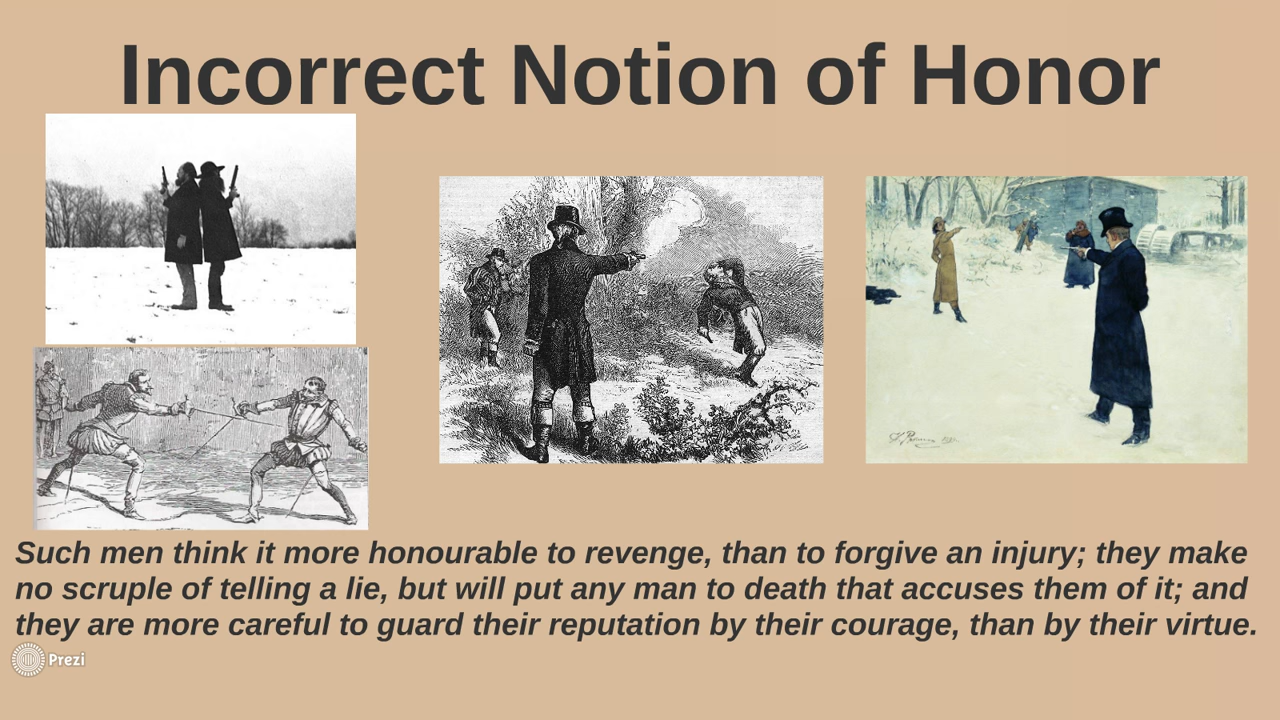 Incorrect Notion of Honor
Such men think it more honourable to revenge, than to forgive an injury; they make
no scruple of telling a lie, but will put any man to death that accuses them of it; and
they are more careful to guard their reputation by their courage, than by their virtue.
Prezi